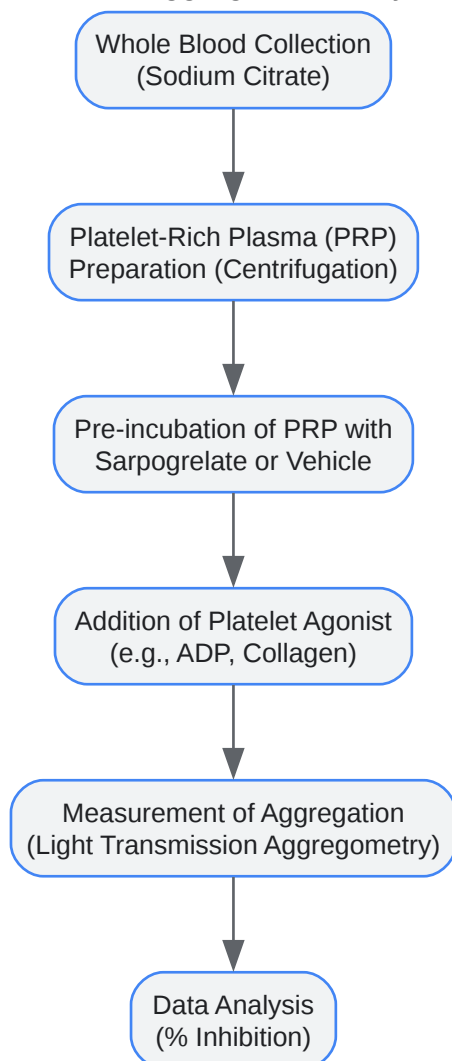 Whole Blood Collection
(Sodium Citrate)
Platelet-Rich Plasma (PRP)
Preparation (Centrifugation)
Pre-incubation of PRP with
Sarpogrelate or Vehicle
Addition of Platelet Agonist
(e.g., ADP, Collagen)
Measurement of Aggregation
(Light Transmission Aggregometry)
Data Analysis
(% Inhibition)